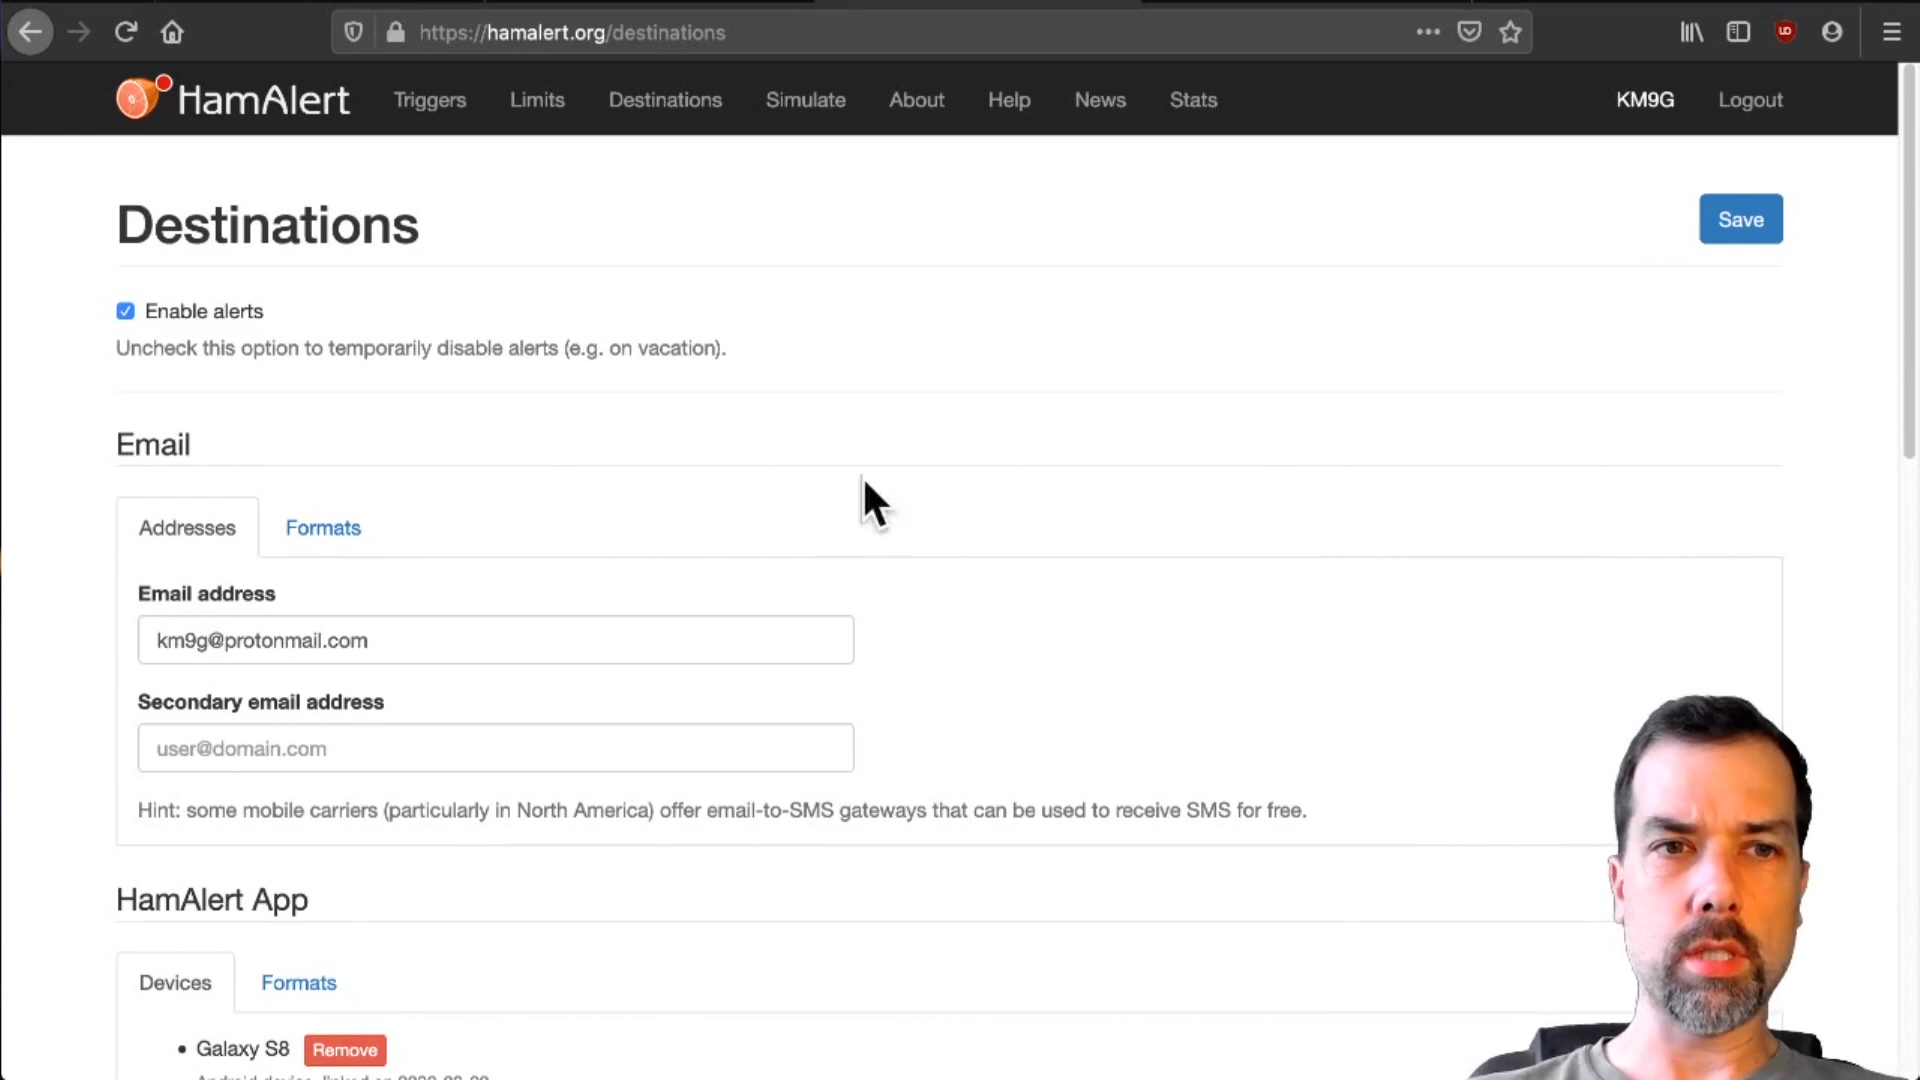 https://hamalert.org/destinations
HamAlert Triggers Limits Destinations Simulate About Help News Stats KM9G Logout
Destinations Save
Enable alerts
Uncheck this option to temporarily disable alerts (e.g. on vacation).
Email
Addresses Formats
Email address
km9g@protonmail.com
Secondary email address
user@domain.com
Hint: some mobile carriers (particularly in North America) offer email-to-SMS gateways that can be used to receive SMS for free.
HamAlert App
Devices Formats
Galaxy S8 Remove